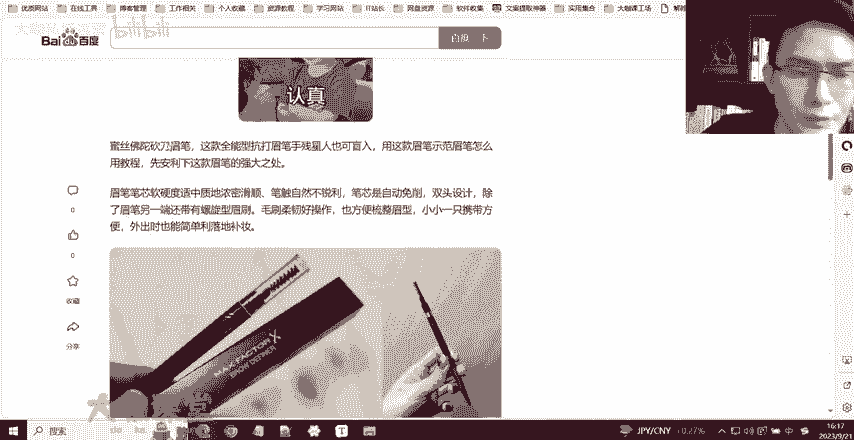 优质网站 在线工具 博客管理 工作相关 个人收藏 资源教程 学习网站 IT站长 网盘资源 软件收集 文案提取神器 实用集合 大咖课工场
bilibili
Bai 百度
百度一下
认真
蜜丝佛陀砍刀眉笔，这款全能型抗打眉笔手残星人也可盲入，用这款眉笔示范眉笔怎么
用教程，先安利下这款眉笔的强大之处。
眉笔笔芯软硬度适中质地浓密滑顺、笔触自然不锐利，笔芯是自动免削，双头设计，除
了眉笔另一端还带有螺旋型眉刷。毛刷柔韧好操作，也方便梳整眉型，小小一只携带方
便，外出时也能简单利落地补妆。
0
0
收藏
分享
MAX FACTOR X
BROW DEFINER
搜索
JPY/CNY +0.27%
中
16:17
2023/9/21